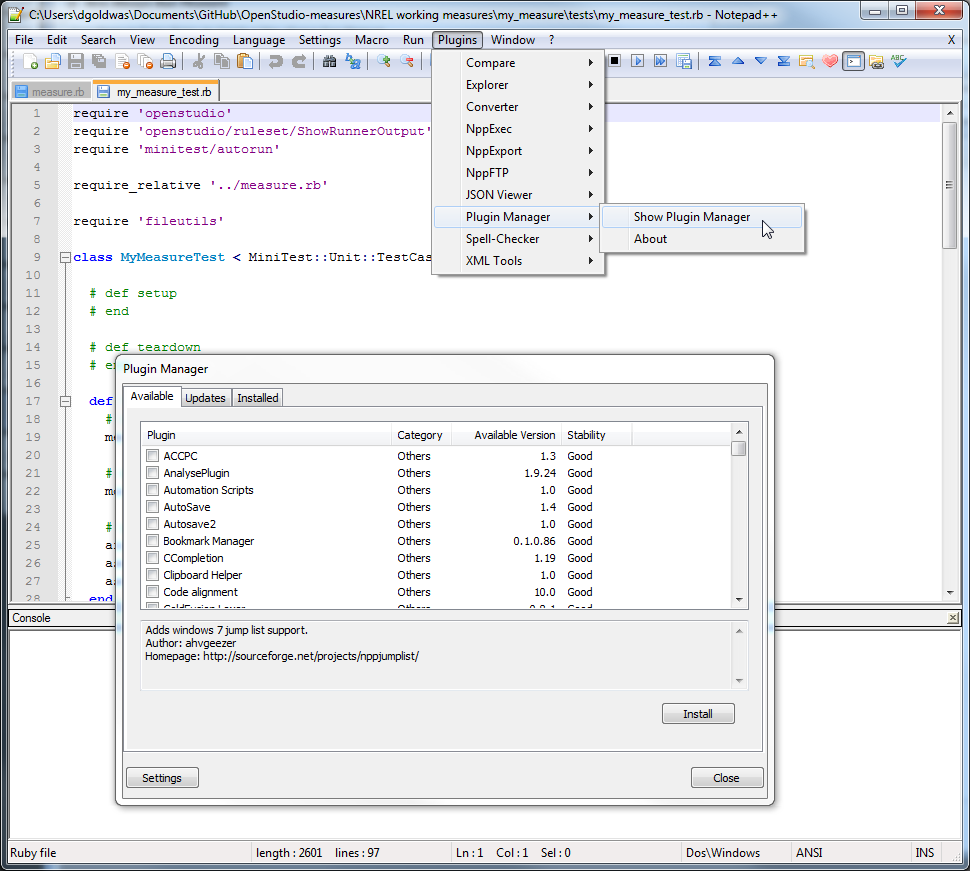 C:\Users\dgoldwas\Documents\GitHub\OpenStudio-measures\NREL working measures\my_measure\tests\my_measure_test.rb - Notepad++
File Edit Search View Encoding Language Settings Macro Run Plugins Window ? X
measure.rb my_measure_test.rb
Compare
Explorer
Converter
NppExec
NppExport
NppFTP
JSON Viewer
Plugin Manager
Spell-Checker
XML Tools
Show Plugin Manager
About
1 require 'openstudio'
2 require 'openstudio/ruleset/ShowRunnerOutput'
3 require 'minitest/autorun'
4
5 require_relative '../measure.rb'
6
7 require 'fileutils'
8
9 class MyMeasureTest < MiniTest::Unit::TestCas
10
11 # def setup
12 # end
13
14 # def teardown
15 # en
16
17 def
18 #
19 me
20
21 #
22 me
23
24 #
25 a
26 a
27 a
28 end
Plugin Manager
Available Updates Installed
Plugin Category Available Version Stability
ACCPC Others 1.3 Good
AnalysePlugin Others 1.9.24 Good
Automation Scripts Others 1.0 Good
AutoSave Others 1.4 Good
Autosave2 Others 1.0 Good
Bookmark Manager Others 0.1.0.86 Good
CCompletion Others 1.19 Good
Clipboard Helper Others 1.0 Good
Code alignment Others 10.0 Good
Adds windows 7 jump list support.
Author: ahvgeezer
Homepage: http://sourceforge.net/projects/nppjumplist/
Install
Settings Close
Console
Ruby file length : 2601 lines : 97 Ln : 1 Col : 1 Sel : 0 Dos\Windows ANSI INS